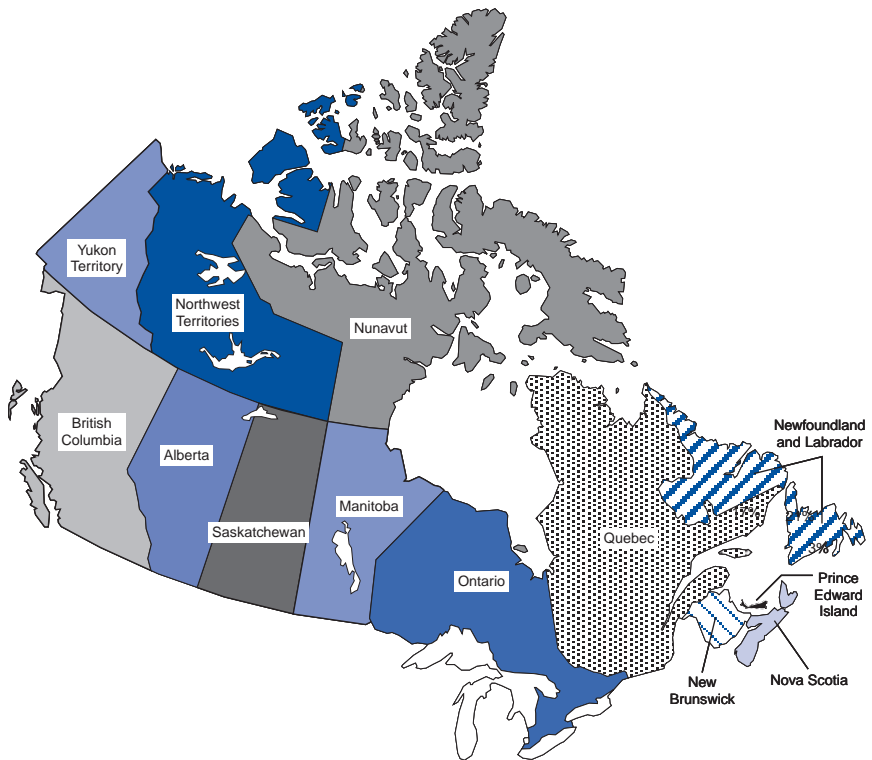 Yukon
Territory
Northwest
Territories
Nunavut
British
Columbia
Alberta
Saskatchewan
Manitoba
Ontario
Quebec
Newfoundland
and Labrador
3%
Prince
Edward
Island
New
Brunswick
Nova Scotia